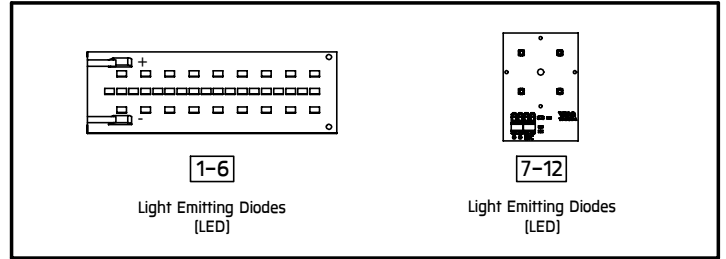 +
-
1-6
Light Emitting Diodes
[LED]
7-12
Light Emitting Diodes
[LED]